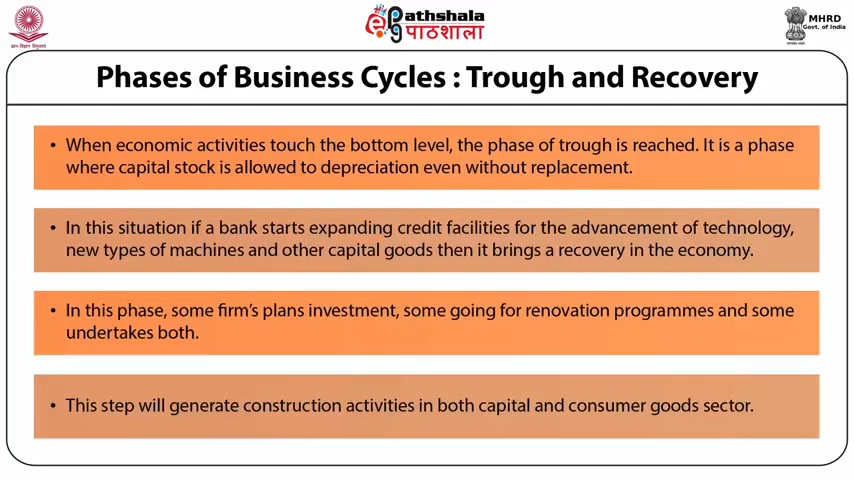 ज्ञान-विज्ञान विमुक्तये
e Pathshala
pg पाठशाला
MHRD
Govt. of India
Phases of Business Cycles : Trough and Recovery
• When economic activities touch the bottom level, the phase of trough is reached. It is a phase
where capital stock is allowed to depreciation even without replacement.
• In this situation if a bank starts expanding credit facilities for the advancement of technology,
new types of machines and other capital goods then it brings a recovery in the economy.
• In this phase, some firm's plans investment, some going for renovation programmes and some
undertakes both.
• This step will generate construction activities in both capital and consumer goods sector.